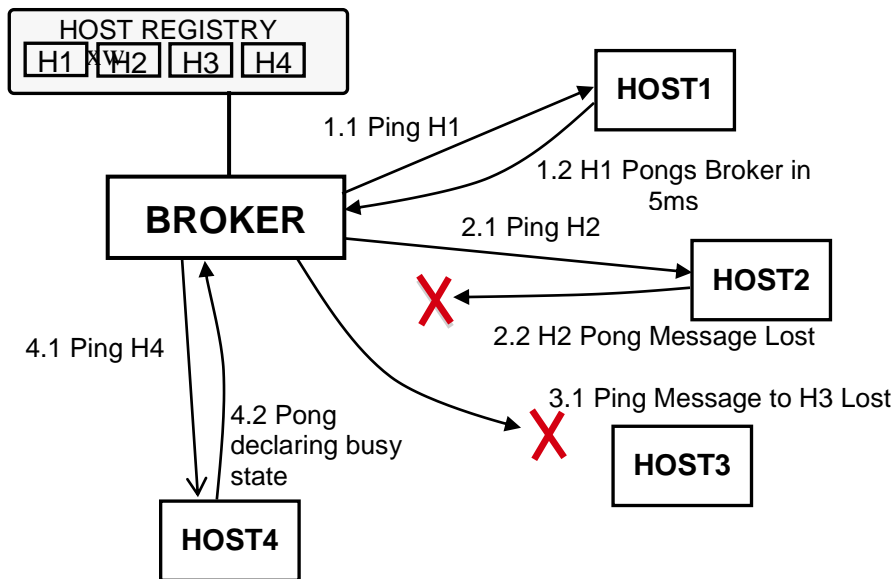 HOST REGISTRY
H1 xw H2 H3 H4
HOST1
1.1 Ping H1
1.2 H1 Pongs Broker in
5ms
BROKER
2.1 Ping H2
HOST2
2.2 H2 Pong Message Lost
4.1 Ping H4
3.1 Ping Message to H3 Lost
4.2 Pong
declaring busy
state
HOST3
HOST4